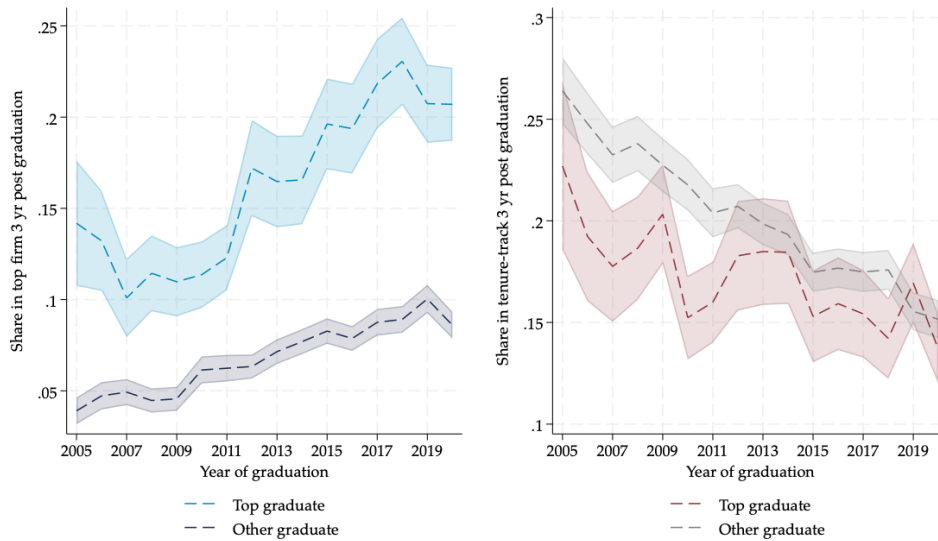 Share in top firm 3 yr post graduation
.25
.2
.15
.1
.05
2005 2007 2009 2011 2013 2015 2017 2019
Year of graduation
Top graduate
Other graduate
Share in tenure-track 3 yr post graduation
.3
.25
.2
.15
.1
2005 2007 2009 2011 2013 2015 2017 2019
Year of graduation
Top graduate
Other graduate